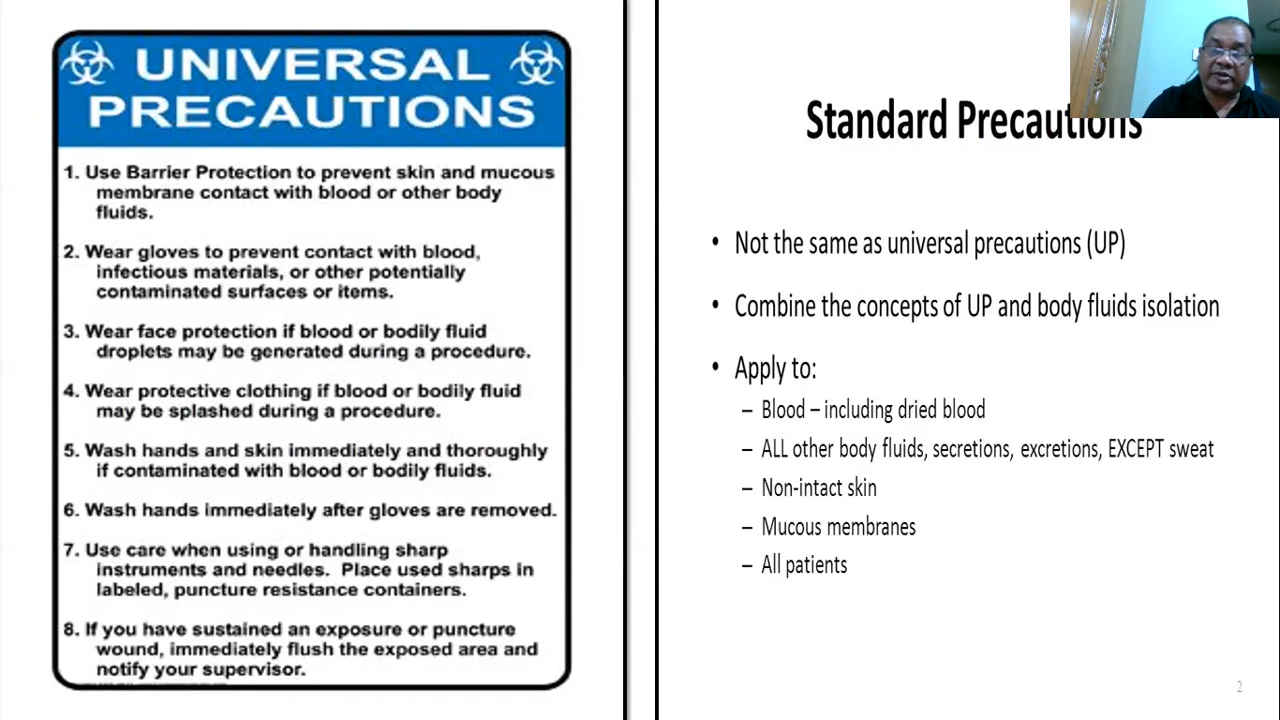 UNIVERSAL
PRECAUTIONS
1. Use Barrier Protection to prevent skin and mucous
membrane contact with blood or other body
fluids.
2. Wear gloves to prevent contact with blood,
infectious materials, or other potentially
contaminated surfaces or items.
3. Wear face protection if blood or bodily fluid
droplets may be generated during a procedure.
4. Wear protective clothing if blood or bodily fluid
may be splashed during a procedure.
5. Wash hands and skin immediately and thoroughly
if contaminated with blood or bodily fluids.
6. Wash hands immediately after gloves are removed.
7. Use care when using or handling sharp
instruments and needles. Place used sharps in
labeled, puncture resistance containers.
8. If you have sustained an exposure or puncture
wound, immediately flush the exposed area and
notify your supervisor.
Standard Precautions
• Not the same as universal precautions (UP)
• Combine the concepts of UP and body fluids isolation
• Apply to:
– Blood – including dried blood
– ALL other body fluids, secretions, excretions, EXCEPT sweat
– Non-intact skin
– Mucous membranes
– All patients
2